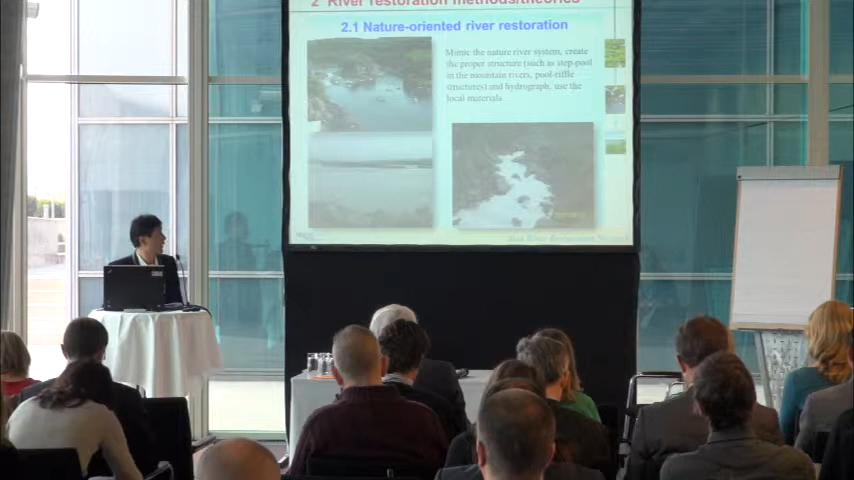 2 River restoration methods/theories
2.1 Nature-oriented river restoration
Mimic the nature river system, create
the proper structure (such as step-pool
in the mountain rivers, pool-riffle
structures) and hydrograph, use the
local materials